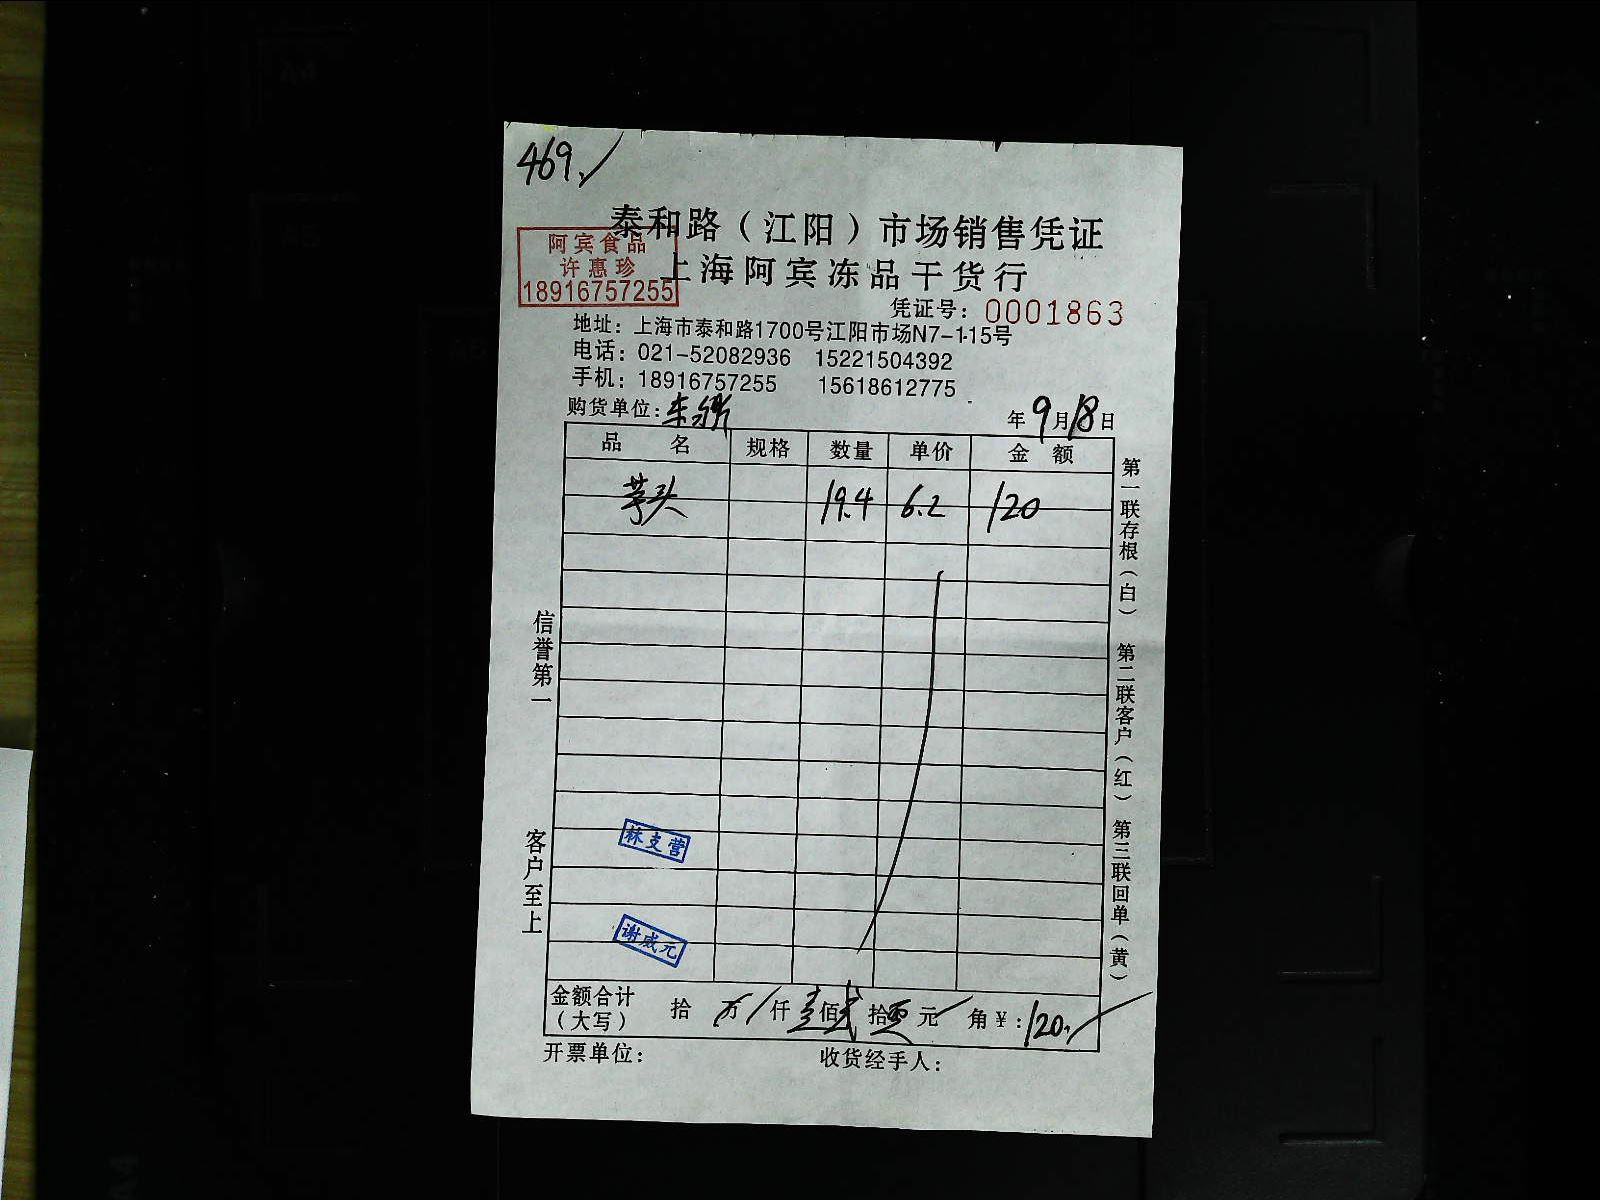 469.
泰和路（江阳）市场销售凭证
阿宾食品
许惠珍
18916757255
上海阿宾冻品干货行
凭证号：0001863
地址：上海市泰和路1700号江阳市场N7-1-15号
电话：021-52082936 15221504392
手机：18916757255 15618612775
购货单位：
年9月18日
品名 规格 数量 单价 金额
芋头 19.4 6.2 120
信誉第一
客户至上
第一联存根（白） 第二联客户（红） 第三联回单（黄）
林支营
谢威元
金额合计（大写） 拾 万 仟壹佰贰拾零元 角￥：120.
开票单位： 收货经手人：